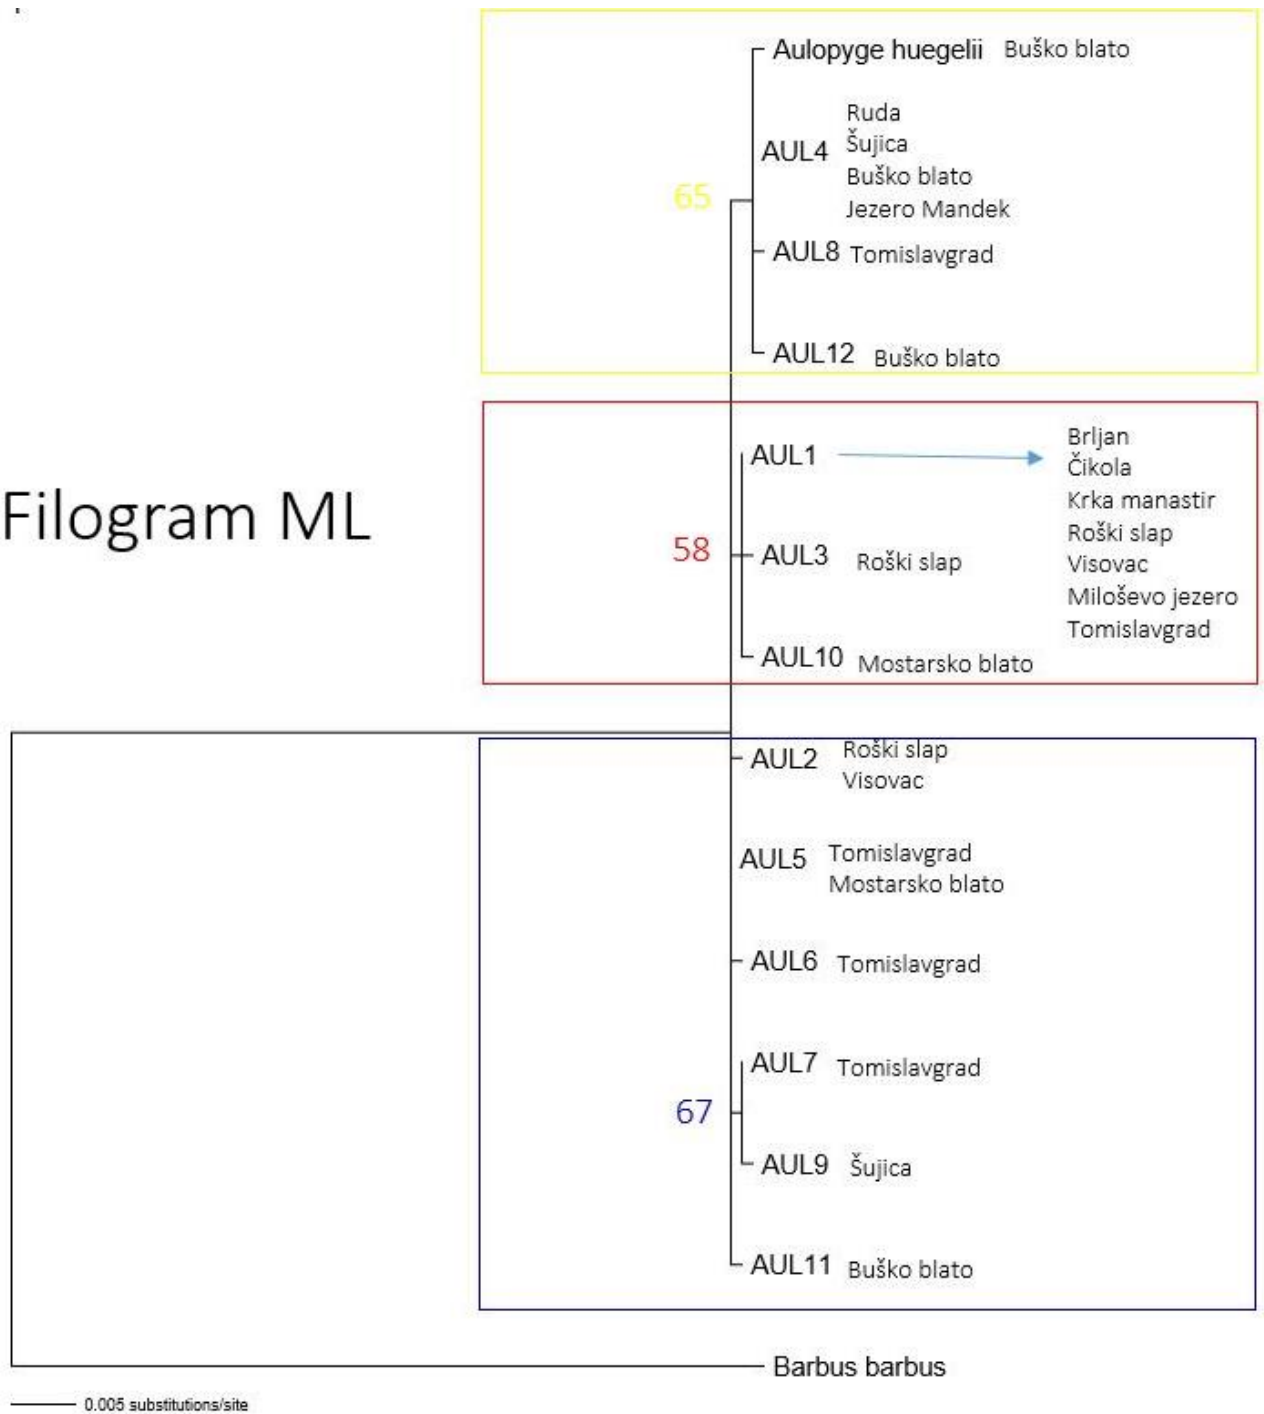 Aulopyge huegelii Buško blato
AUL4
Ruda
Šujica
Buško blato
Jezero Mandek
65
AUL8 Tomislavgrad
AUL12 Buško blato
Filogram ML
AUL1
Brljan
Čikola
Krka manastir
Roški slap
Visovac
Miloševo jezero
Tomislavgrad
58
AUL3 Roški slap
AUL10 Mostarsko blato
AUL2
Roški slap
Visovac
AUL5
Tomislavgrad
Mostarsko blato
AUL6 Tomislavgrad
AUL7 Tomislavgrad
67
AUL9 Šujica
AUL11 Buško blato
Barbus barbus
0.005 substitutions/site